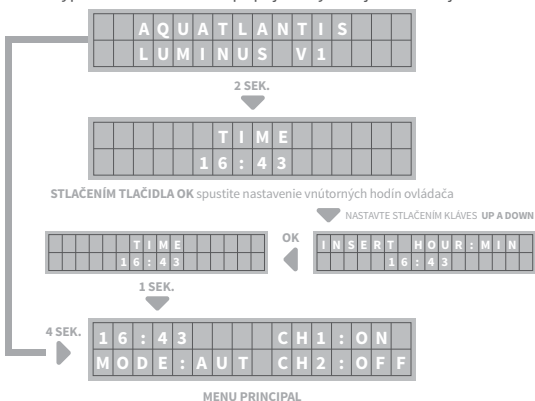 AQUATLANTIS
LUMINUS V1
2 SEK.
TIME
16:43
STLAČENÍM TLAČIDLA OK spustite nastavenie vnútorných hodín ovládača
NASTAVTE STLAČENÍM KLÁVES UP A DOWN
TIME
16:43
OK
INSERT HOUR:MIN
16:43
1 SEK.
4 SEK.
16:43 CH1:ON
MODE:AUT CH2:OFF
MENU PRINCIPAL